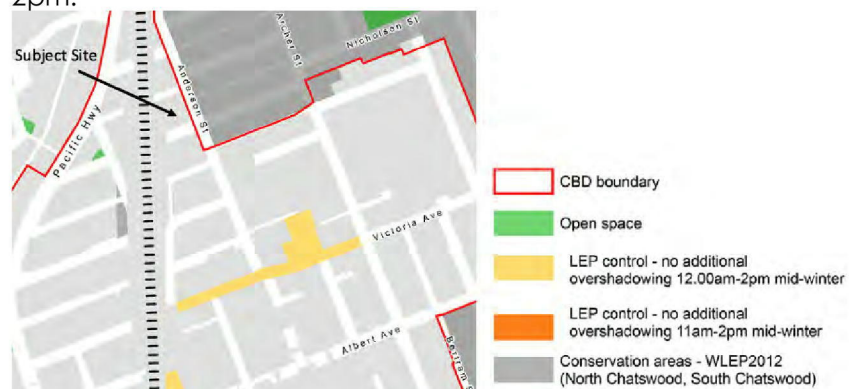 2pm.
Subject Site
Pacific Hwy
Anderson St
Archer St
Nicholson St
Victoria Ave
Albert Ave
Bertram S
CBD boundary
Open space
LEP control - no additional
overshadowing 12.00am-2pm mid-winter
LEP control - no additional
overshadowing 11am-2pm mid-winter
Conservation areas - WLEP2012
(North Chatswood, South Chatswood)